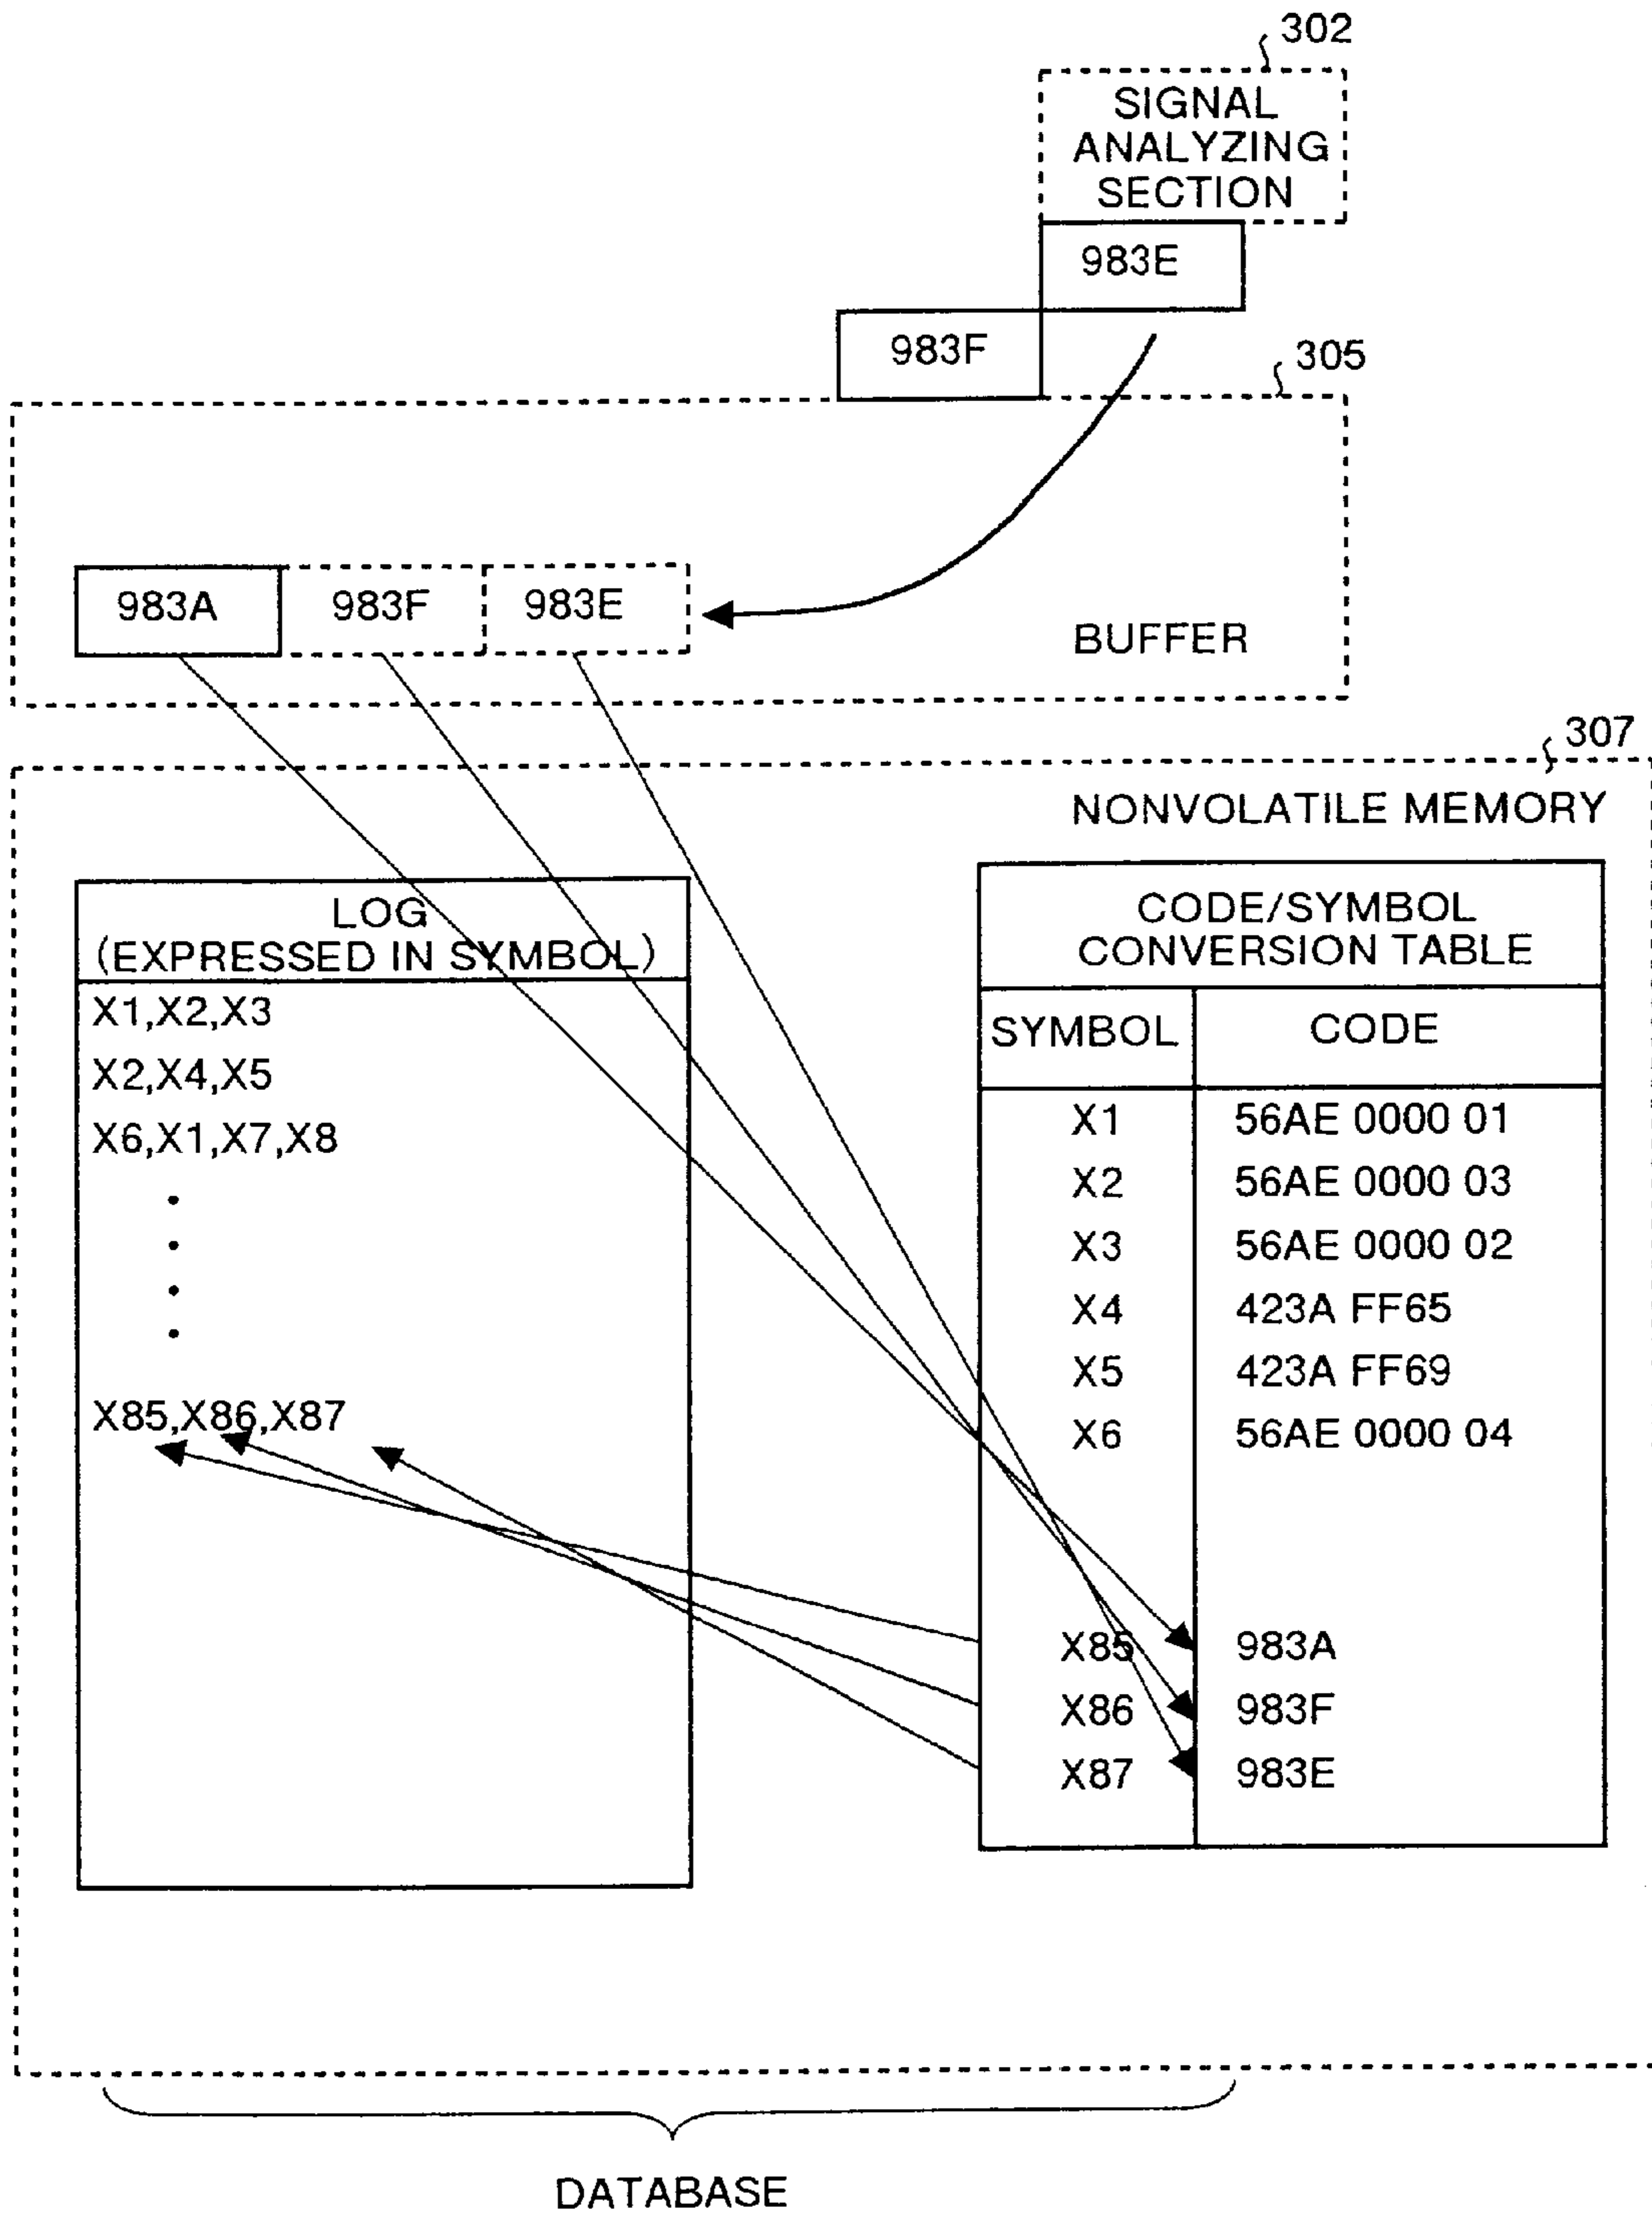 302
SIGNAL
ANALYZING
SECTION
983E
983F
305
983A 983F 983E
BUFFER
307
NONVOLATILE MEMORY
LOG
(EXPRESSED IN SYMBOL)
X1,X2,X3
X2,X4,X5
X6,X1,X7,X8
X85,X86,X87
CODE/SYMBOL
CONVERSION TABLE
SYMBOL CODE
X1 56AE 0000 01
X2 56AE 0000 03
X3 56AE 0000 02
X4 423A FF65
X5 423A FF69
X6 56AE 0000 04
X85 983A
X86 983F
X87 983E
DATABASE